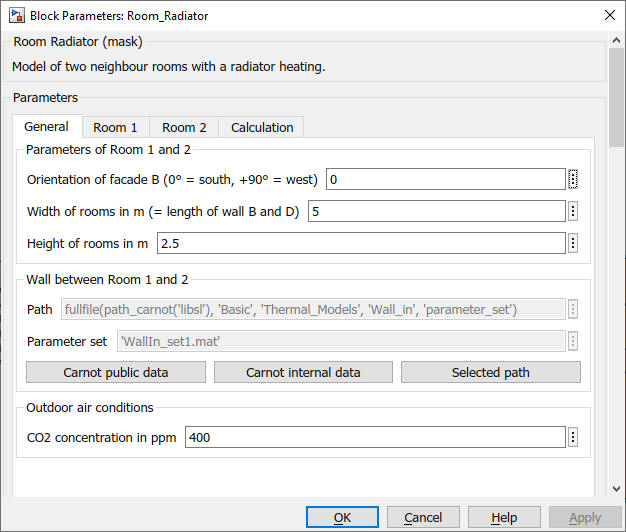 Block Parameters: Room_Radiator
Room Radiator (mask)
Model of two neighbour rooms with a radiator heating.
Parameters
General Room 1 Room 2 Calculation
Parameters of Room 1 and 2
Orientation of facade B (0º = south, +90º = west) 0
Width of rooms in m (= length of wall B and D) 5
Height of rooms in m 2.5
Wall between Room 1 and 2
Path fullfile(path_carnot('libsl'), 'Basic', 'Thermal_Models', 'Wall_in', 'parameter_set')
Parameter set 'WallIn_set1.mat'
Carnot public data Carnot internal data Selected path
Outdoor air conditions
CO2 concentration in ppm 400
OK Cancel Help Apply